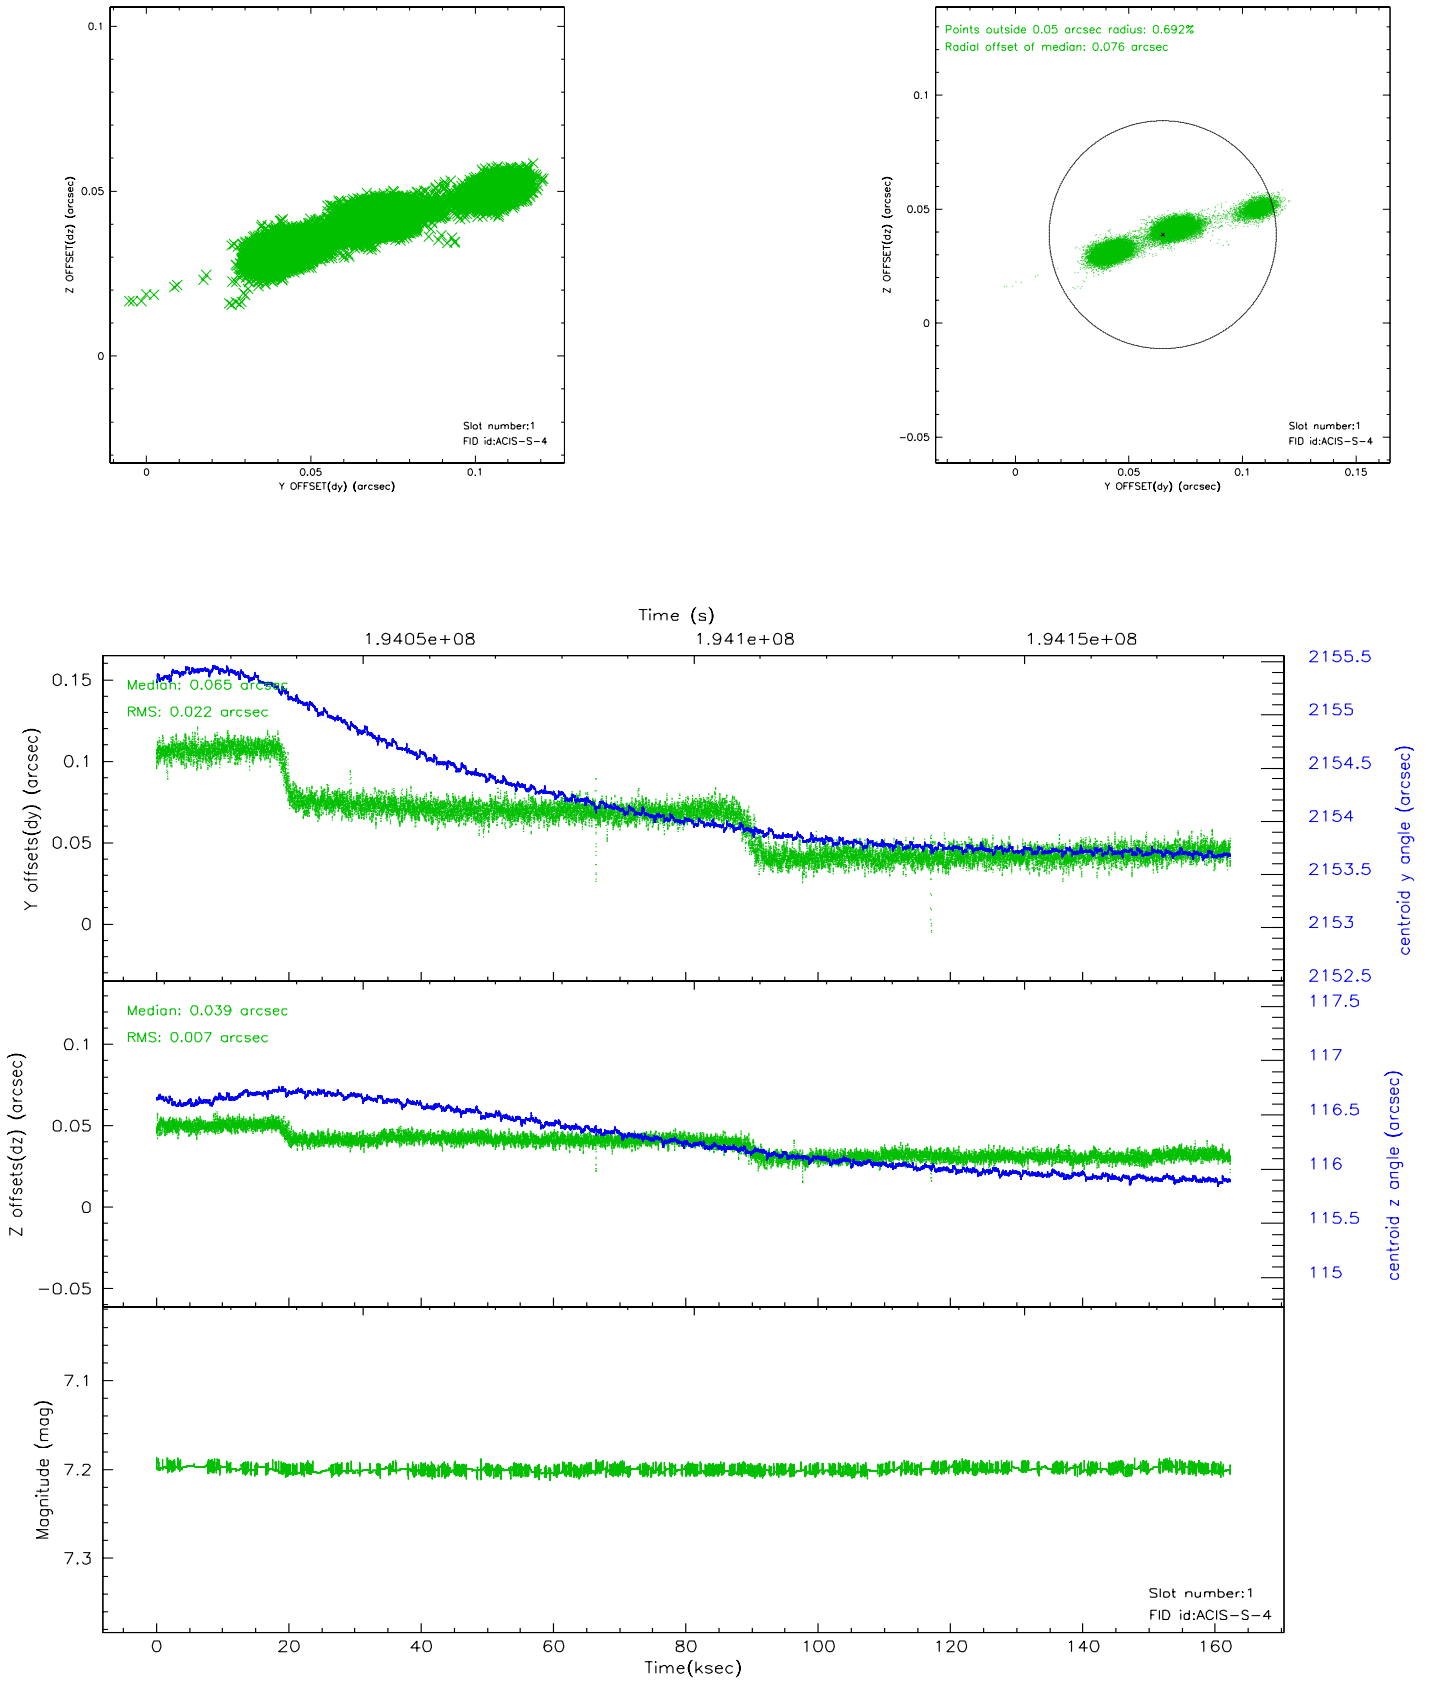 0.1
0.05
0
Z OFFSET(dz) (arcsec)
Slot number:1
FID id:ACIS-S-4
0 0.05 0.1
Y OFFSET(dy) (arcsec)
Points outside 0.05 arcsec radius: 0.692%
Radial offset of median: 0.076 arcsec
0.1
0.05
0
-0.05
Z OFFSET(dz) (arcsec)
Slot number:1
FID id:ACIS-S-4
0 0.05 0.1 0.15
Y OFFSET(dy) (arcsec)
Time (s)
1.9405e+08 1.941e+08 1.9415e+08
Median: 0.065 arcsec
RMS: 0.022 arcsec
0.15
0.1
0.05
0
Y offsets(dy) (arcsec)
2155.5
2155
2154.5
2154
2153.5
2153
2152.5
centroid y angle (arcsec)
Median: 0.039 arcsec
RMS: 0.007 arcsec
0.1
0.05
0
-0.05
Z offsets(dz) (arcsec)
117.5
117
116.5
116
115.5
115
centroid z angle (arcsec)
7.1
7.2
7.3
Magnitude (mag)
Slot number:1
FID id:ACIS-S-4
0 20 40 60 80 100 120 140 160
Time(ksec)